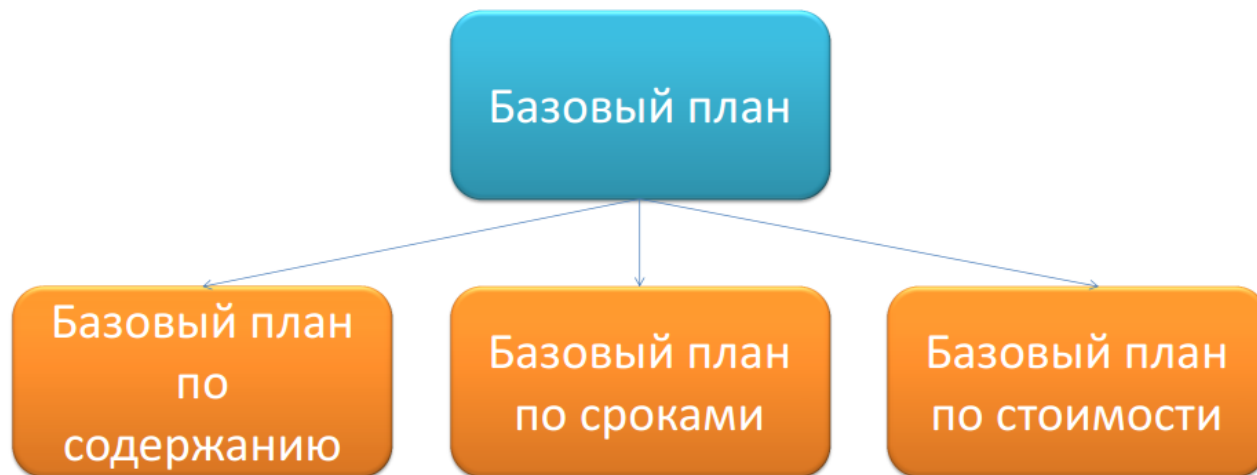 Базовый план
Базовый план
по
содержанию
Базовый план
по сроками
Базовый план
по стоимости